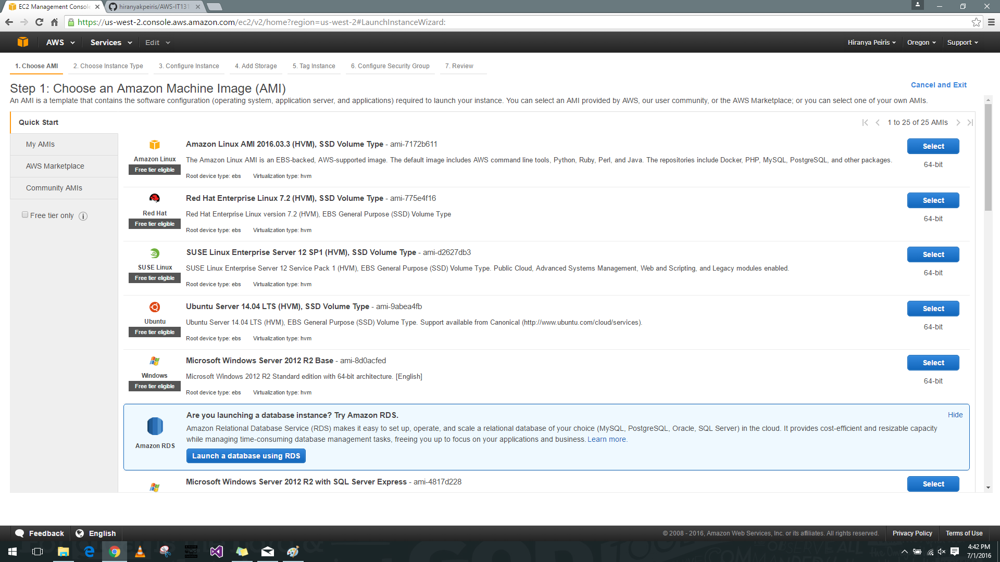 EC2 Management Console
hiranyakpeiris/AWS-IT131
https://us-west-2.console.aws.amazon.com/ec2/v2/home?region=us-west-2#LaunchInstanceWizard:
AWS Services Edit Hiranya Peiris Oregon Support
1. Choose AMI 2. Choose Instance Type 3. Configure Instance 4. Add Storage 5. Tag Instance 6. Configure Security Group 7. Review
Step 1: Choose an Amazon Machine Image (AMI)
Cancel and Exit
An AMI is a template that contains the software configuration (operating system, application server, and applications) required to launch your instance. You can select an AMI provided by AWS, our user community, or the AWS Marketplace; or you can select one of your own AMIs.
Quick Start
1 to 25 of 25 AMIs
My AMIs
AWS Marketplace
Community AMIs
Free tier only
Amazon Linux
Free tier eligible
Amazon Linux AMI 2016.03.3 (HVM), SSD Volume Type - ami-7172b611
The Amazon Linux AMI is an EBS-backed, AWS-supported image. The default image includes AWS command line tools, Python, Ruby, Perl, and Java. The repositories include Docker, PHP, MySQL, PostgreSQL, and other packages.
Root device type: ebs Virtualization type: hvm
Select
64-bit
Red Hat
Free tier eligible
Red Hat Enterprise Linux 7.2 (HVM), SSD Volume Type - ami-775e4f16
Red Hat Enterprise Linux version 7.2 (HVM), EBS General Purpose (SSD) Volume Type
Root device type: ebs Virtualization type: hvm
Select
64-bit
SUSE Linux
Free tier eligible
SUSE Linux Enterprise Server 12 SP1 (HVM), SSD Volume Type - ami-d2627db3
SUSE Linux Enterprise Server 12 Service Pack 1 (HVM), EBS General Purpose (SSD) Volume Type. Public Cloud, Advanced Systems Management, Web and Scripting, and Legacy modules enabled.
Root device type: ebs Virtualization type: hvm
Select
64-bit
Ubuntu
Free tier eligible
Ubuntu Server 14.04 LTS (HVM), SSD Volume Type - ami-9abea4fb
Ubuntu Server 14.04 LTS (HVM), EBS General Purpose (SSD) Volume Type. Support available from Canonical (http://www.ubuntu.com/cloud/services).
Root device type: ebs Virtualization type: hvm
Select
64-bit
Windows
Free tier eligible
Microsoft Windows Server 2012 R2 Base - ami-8d0acfed
Microsoft Windows 2012 R2 Standard edition with 64-bit architecture. [English]
Root device type: ebs Virtualization type: hvm
Select
64-bit
Amazon RDS
Are you launching a database instance? Try Amazon RDS.
Hide
Amazon Relational Database Service (RDS) makes it easy to set up, operate, and scale a relational database of your choice (MySQL, PostgreSQL, Oracle, SQL Server) in the cloud. It provides cost-efficient and resizable capacity
while managing time-consuming database management tasks, freeing you up to focus on your applications and business. Learn more.
Launch a database using RDS
Microsoft Windows Server 2012 R2 with SQL Server Express - ami-4817d228
Select
Feedback English
© 2008 - 2016, Amazon Web Services, Inc. or its affiliates. All rights reserved. Privacy Policy Terms of Use
4:42 PM
7/1/2016